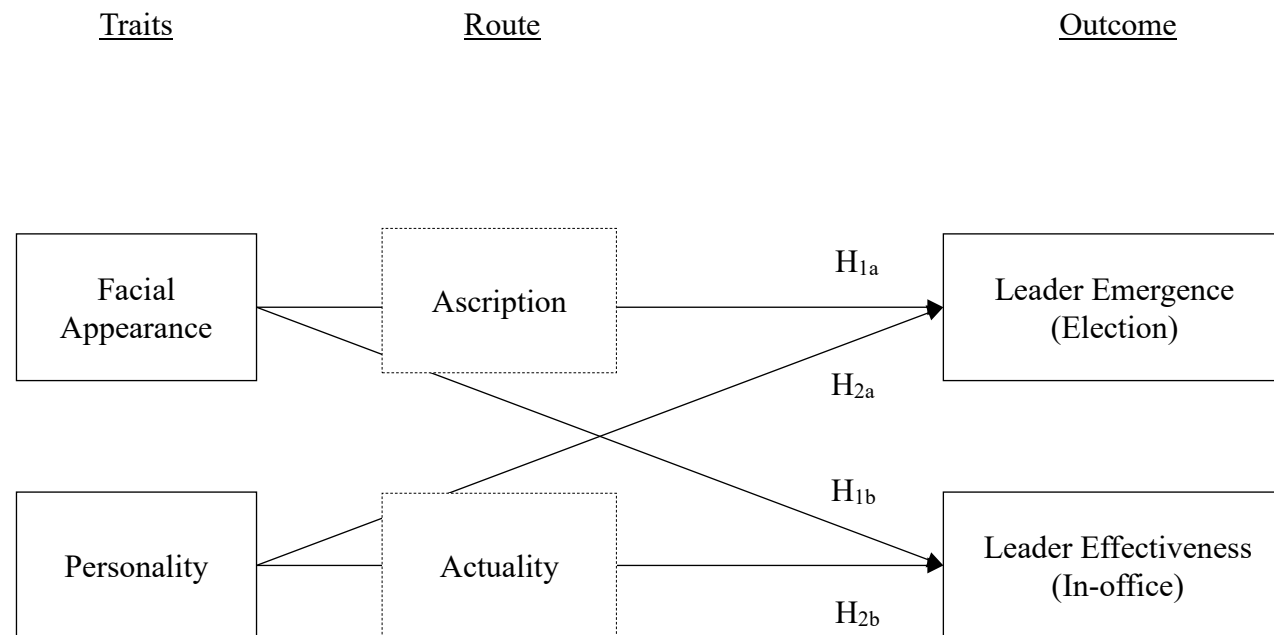 Traits
Route
Outcome
H1a
Facial
Appearance
Ascription
Leader Emergence
(Election)
H2a
H1b
Personality
Actuality
Leader Effectiveness
(In-office)
H2b